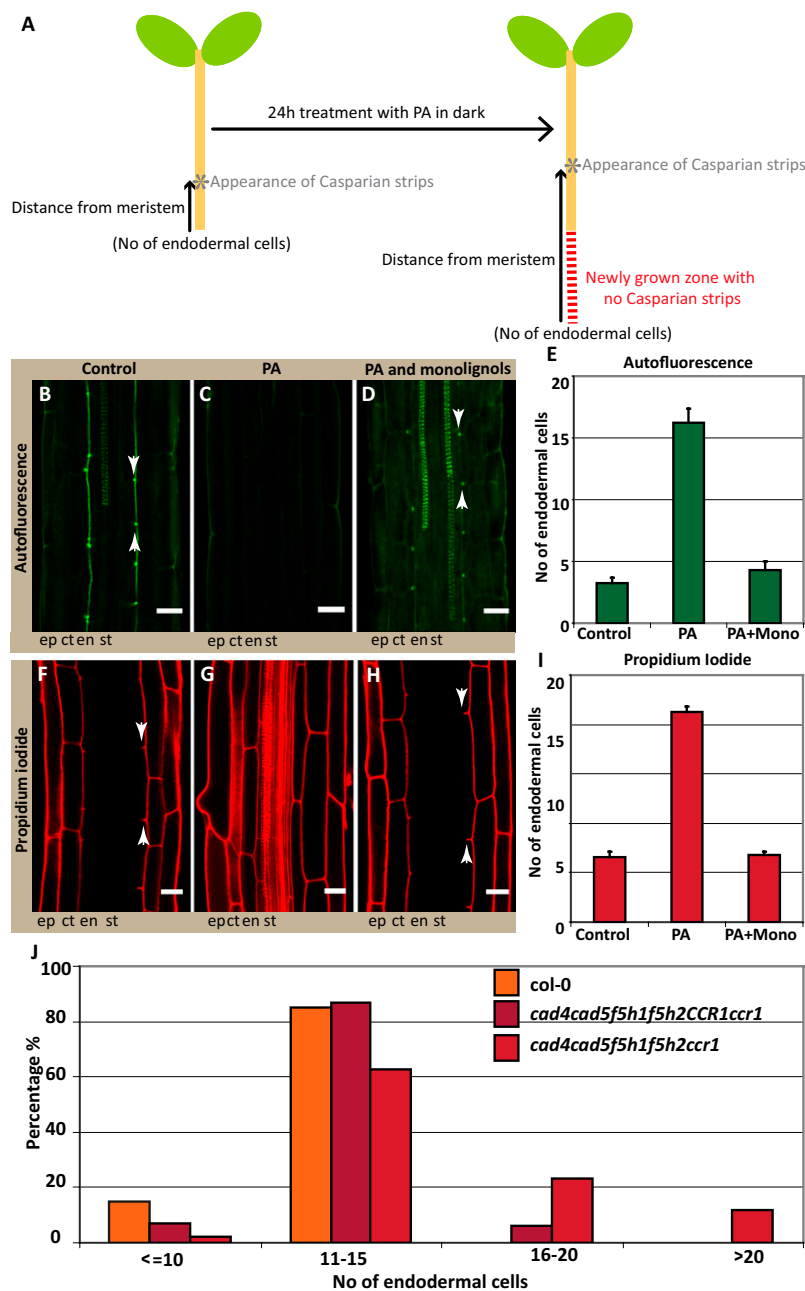 A
24h treatment with PA in dark
Appearance of Casparian strips
Appearance of Casparian strips
Distance from meristem
(No of endodermal cells)
Distance from meristem
Newly grown zone with
no Casparian strips
(No of endodermal cells)
Control
PA
PA and monolignols
Autofluorescence
B
C
D
ep ct en st
ep ct en st
ep ct en st
E
Autofluorescence
No of endodermal cells
20
15
10
5
0
Control
PA
PA+Mono
Propidium iodide
F
G
H
ep ct en st
epcten st
ep ct en st
I
Propidium Iodide
No of endodermal cells
20
15
10
5
0
Control
PA
PA+Mono
J
Percentage %
100
80
60
40
20
0
col-0
cad4cad5f5h1f5h2CCR1ccr1
cad4cad5f5h1f5h2ccr1
<=10
11-15
16-20
>20
No of endodermal cells